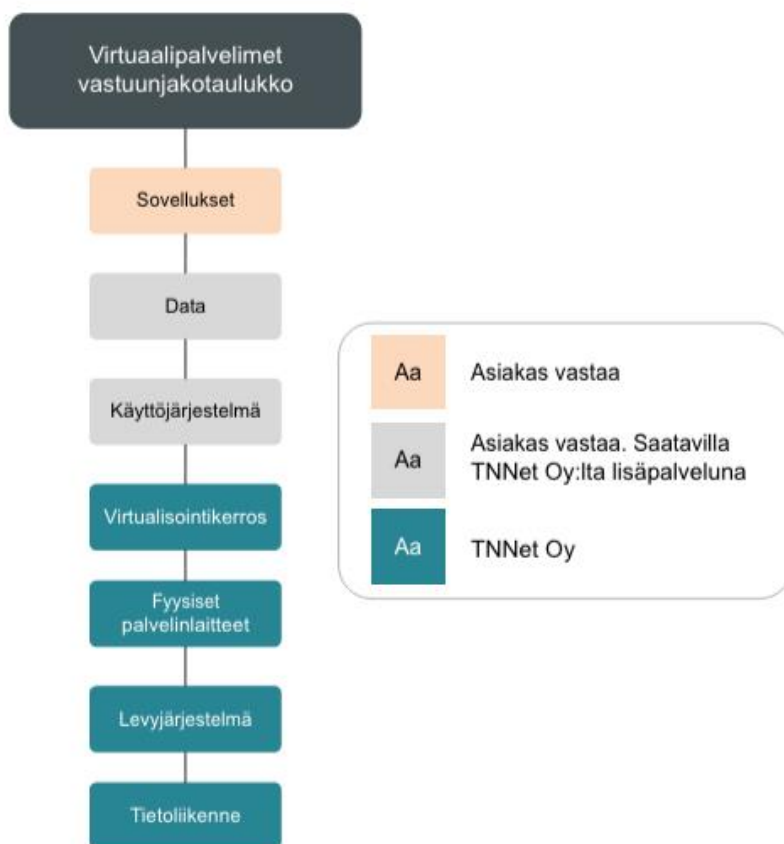 Virtuaalipalvelimet
vastuunjakotaulukko
Sovellukset
Data
Käyttöjärjestelmä
Virtualisointikerros
Fyysiset
palvelinlaitteet
Levyjärjestelmä
Tietoliikenne
Aa
Asiakas vastaa
Aa
Asiakas vastaa. Saatavilla
TNNet Oy:lta lisäpalveluna
Aa
TNNet Oy